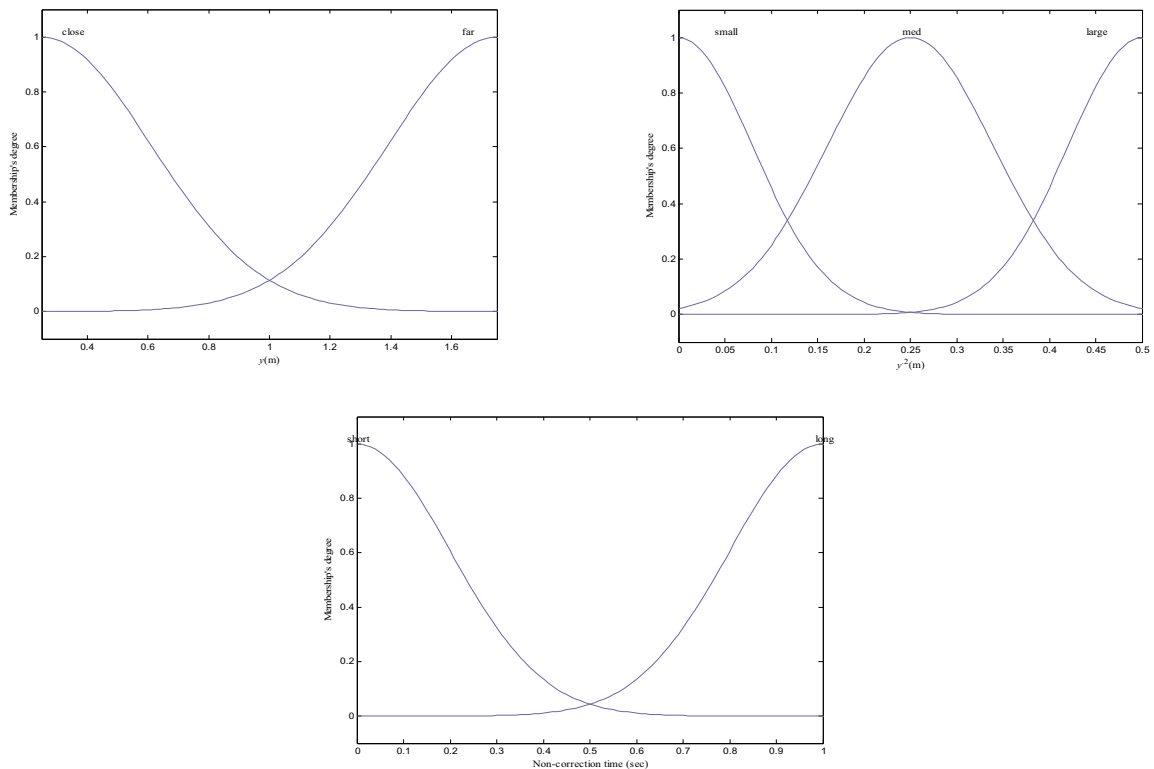 close far
1
0.8
0.6
0.4
0.2
0
Membership's degree
0.4 0.6 0.8 1 1.2 1.4 1.6
y(m)
small med large
1
0.8
0.6
0.4
0.2
0
Membership's degree
0 0.05 0.1 0.15 0.2 0.25 0.3 0.35 0.4 0.45 0.5
y^2(m)
short long
1
0.8
0.6
0.4
0.2
0
Membership's degree
0 0.1 0.2 0.3 0.4 0.5 0.6 0.7 0.8 0.9 1
Non-correction time (sec)